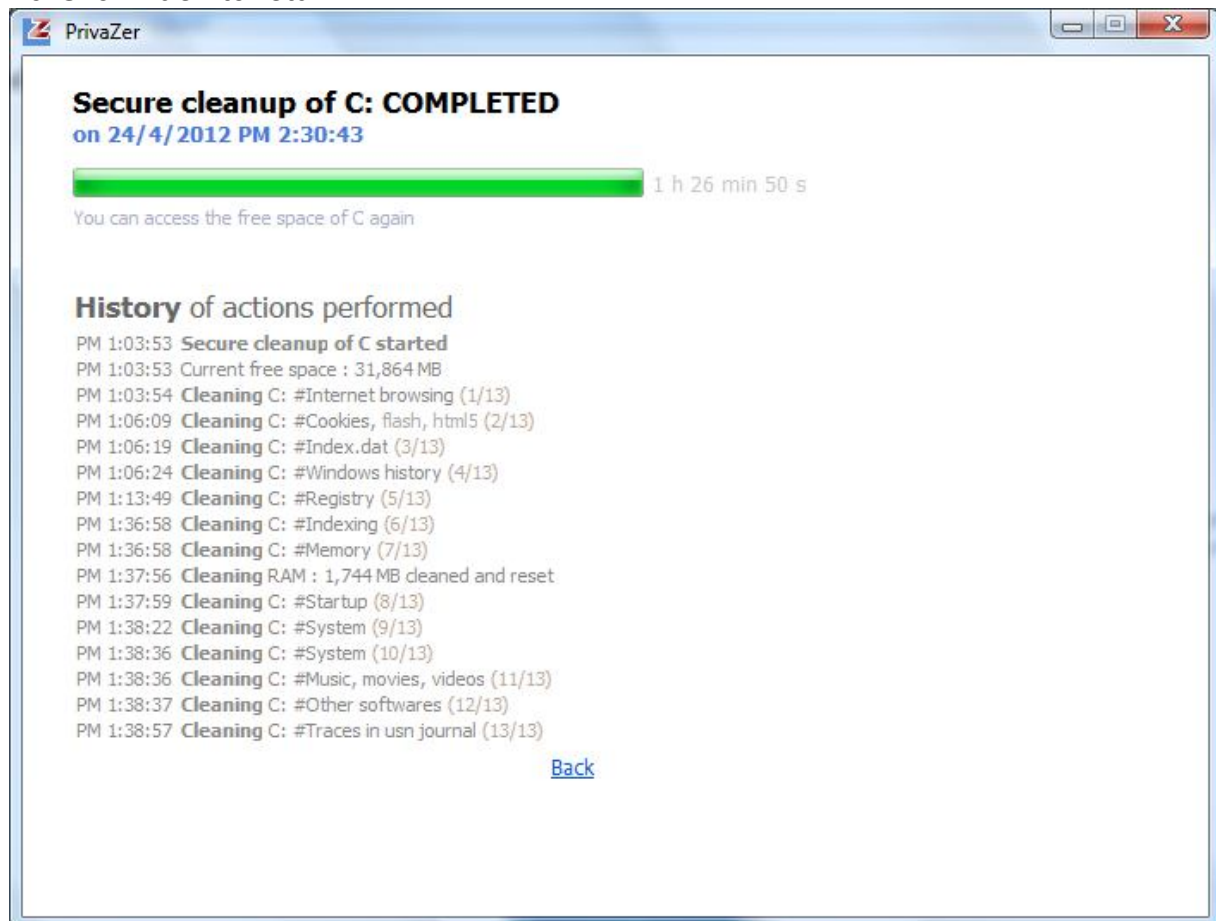 PrivaZer
Secure cleanup of C: COMPLETED
on 24/4/2012 PM 2:30:43
1 h 26 min 50 s
You can access the free space of C again
History of actions performed
PM 1:03:53 Secure cleanup of C started
PM 1:03:53 Current free space : 31,864 MB
PM 1:03:54 Cleaning C: #Internet browsing (1/13)
PM 1:06:09 Cleaning C: #Cookies, flash, html5 (2/13)
PM 1:06:19 Cleaning C: #Index.dat (3/13)
PM 1:06:24 Cleaning C: #Windows history (4/13)
PM 1:13:49 Cleaning C: #Registry (5/13)
PM 1:36:58 Cleaning C: #Indexing (6/13)
PM 1:36:58 Cleaning C: #Memory (7/13)
PM 1:37:56 Cleaning RAM : 1,744 MB cleaned and reset
PM 1:37:59 Cleaning C: #Startup (8/13)
PM 1:38:22 Cleaning C: #System (9/13)
PM 1:38:36 Cleaning C: #System (10/13)
PM 1:38:36 Cleaning C: #Music, movies, videos (11/13)
PM 1:38:37 Cleaning C: #Other softwares (12/13)
PM 1:38:57 Cleaning C: #Traces in usn journal (13/13)
Back